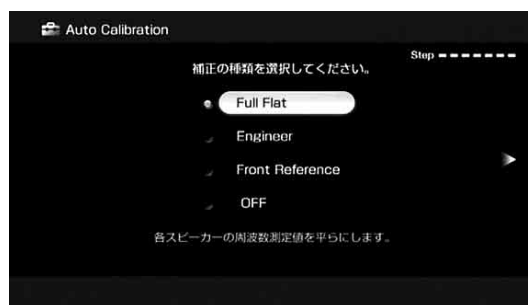 Auto Calibration
Step
補正の種類を選択してください。
Full Flat
Engineer
Front Reference
OFF
各スピーカーの周波数測定値を平らにします。